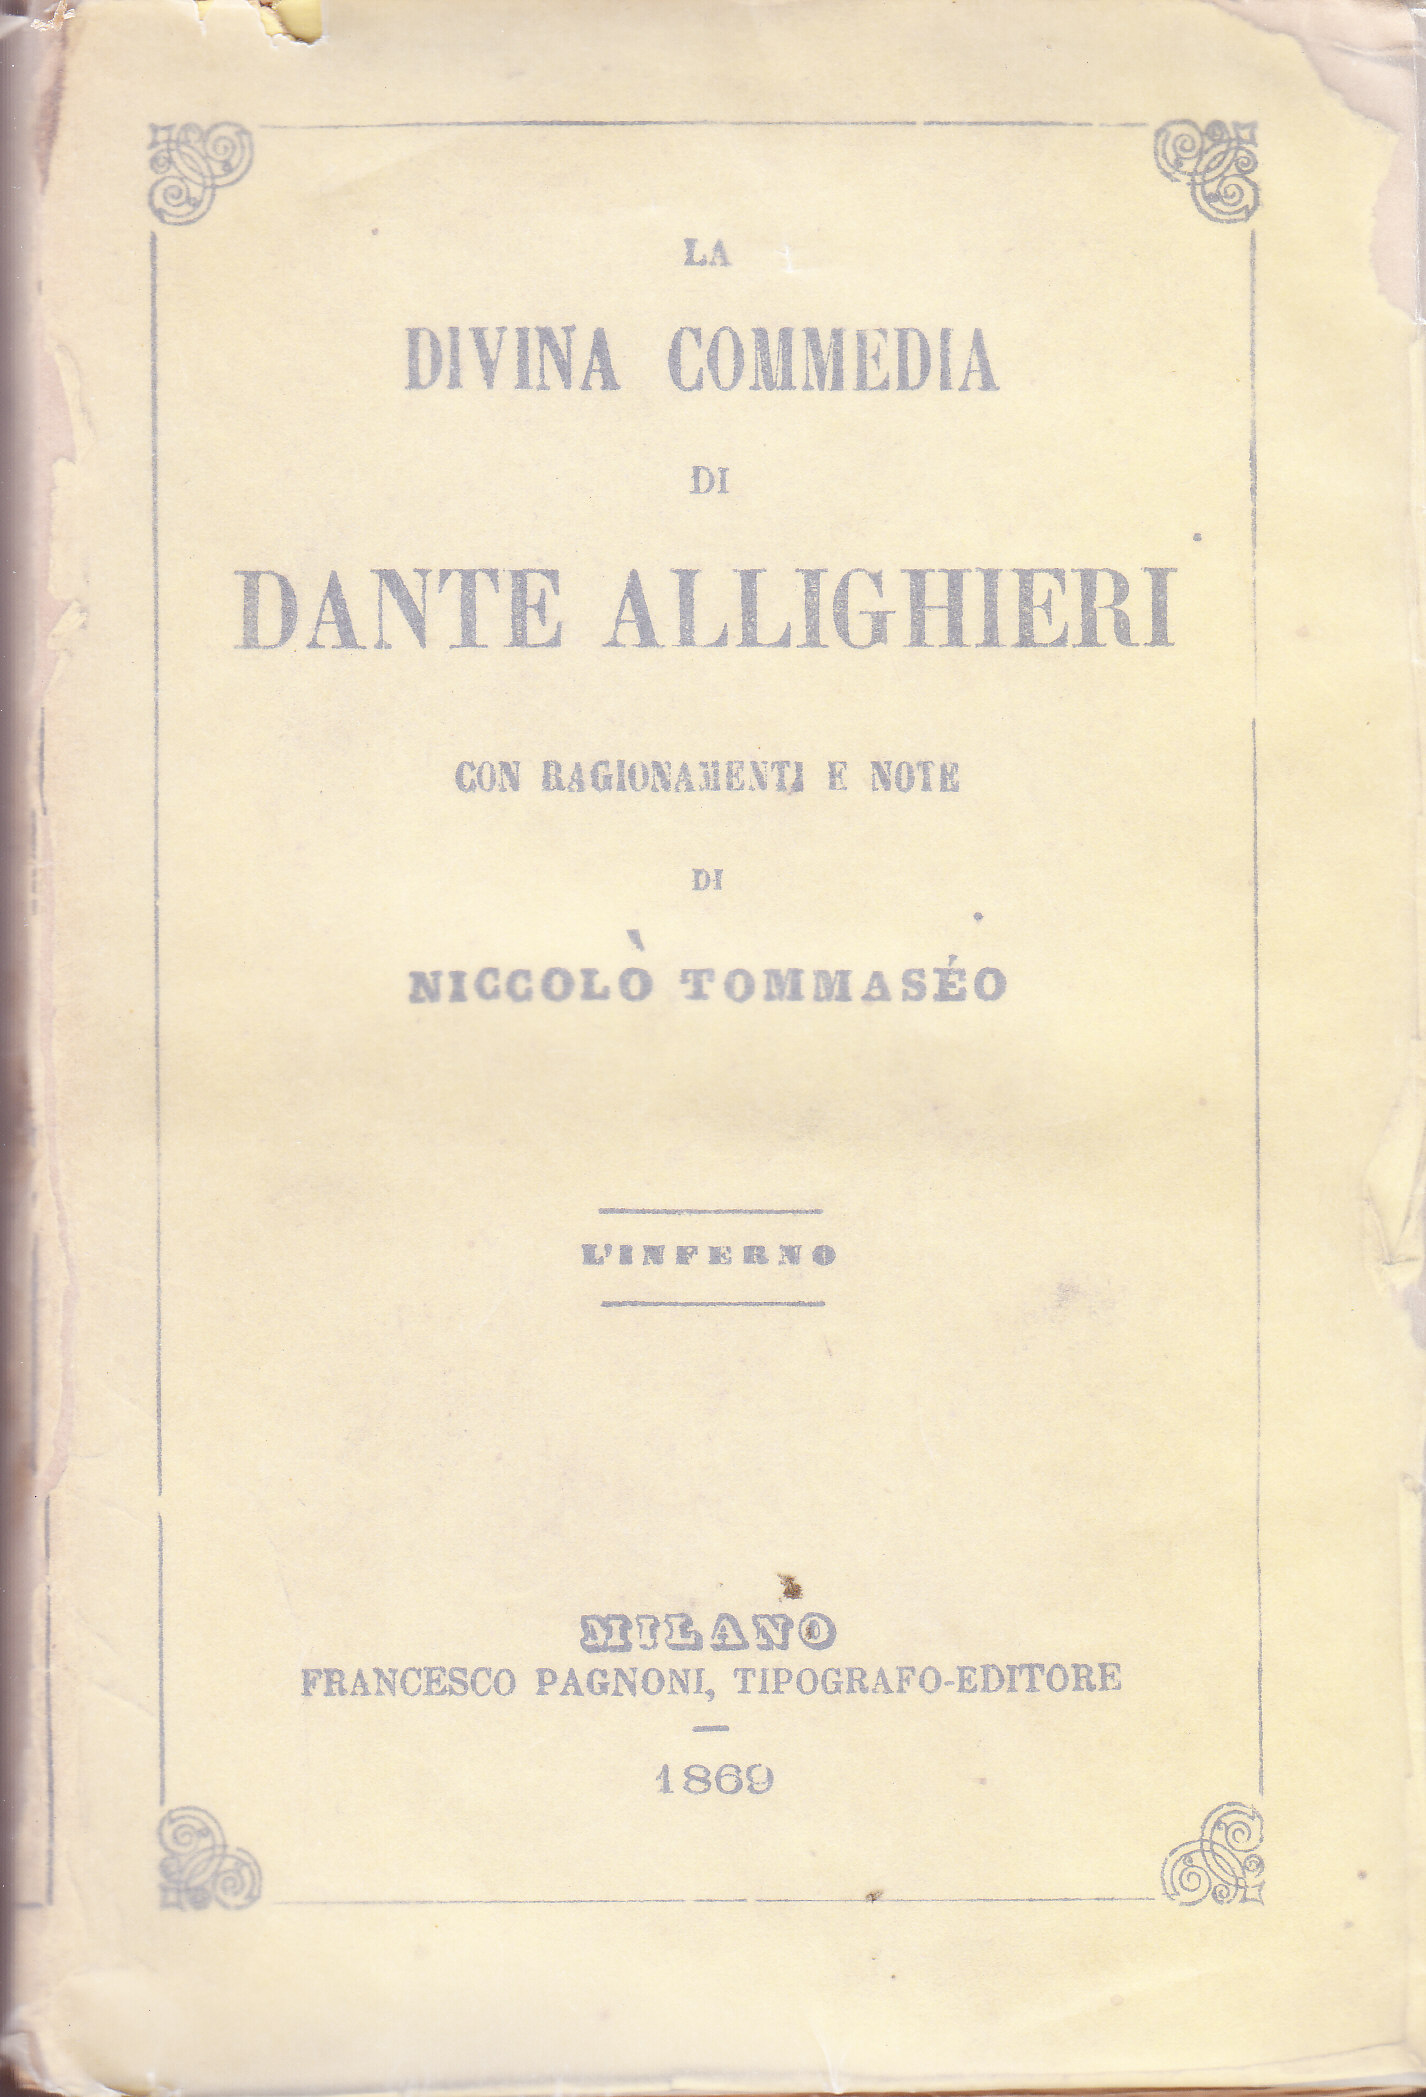 LA
DIVINA COMMEDIA
DI
DANTE ALLIGHIERI
CON RAGIONAMENTI E NOTE
DI
NICCOLÒ TOMMASÉO
L'INFERNO
MILANO
FRANCESCO PAGNONI, TIPOGRAFO-EDITORE
1869